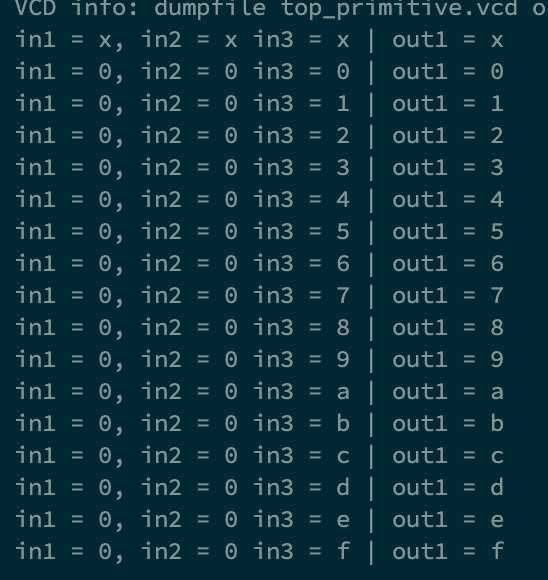 VCD info: dumpfile top_primitive.vcd o
in1 = x, in2 = x in3 = x | out1 = x
in1 = 0, in2 = 0 in3 = 0 | out1 = 0
in1 = 0, in2 = 0 in3 = 1 | out1 = 1
in1 = 0, in2 = 0 in3 = 2 | out1 = 2
in1 = 0, in2 = 0 in3 = 3 | out1 = 3
in1 = 0, in2 = 0 in3 = 4 | out1 = 4
in1 = 0, in2 = 0 in3 = 5 | out1 = 5
in1 = 0, in2 = 0 in3 = 6 | out1 = 6
in1 = 0, in2 = 0 in3 = 7 | out1 = 7
in1 = 0, in2 = 0 in3 = 8 | out1 = 8
in1 = 0, in2 = 0 in3 = 9 | out1 = 9
in1 = 0, in2 = 0 in3 = a | out1 = a
in1 = 0, in2 = 0 in3 = b | out1 = b
in1 = 0, in2 = 0 in3 = c | out1 = c
in1 = 0, in2 = 0 in3 = d | out1 = d
in1 = 0, in2 = 0 in3 = e | out1 = e
in1 = 0, in2 = 0 in3 = f | out1 = f